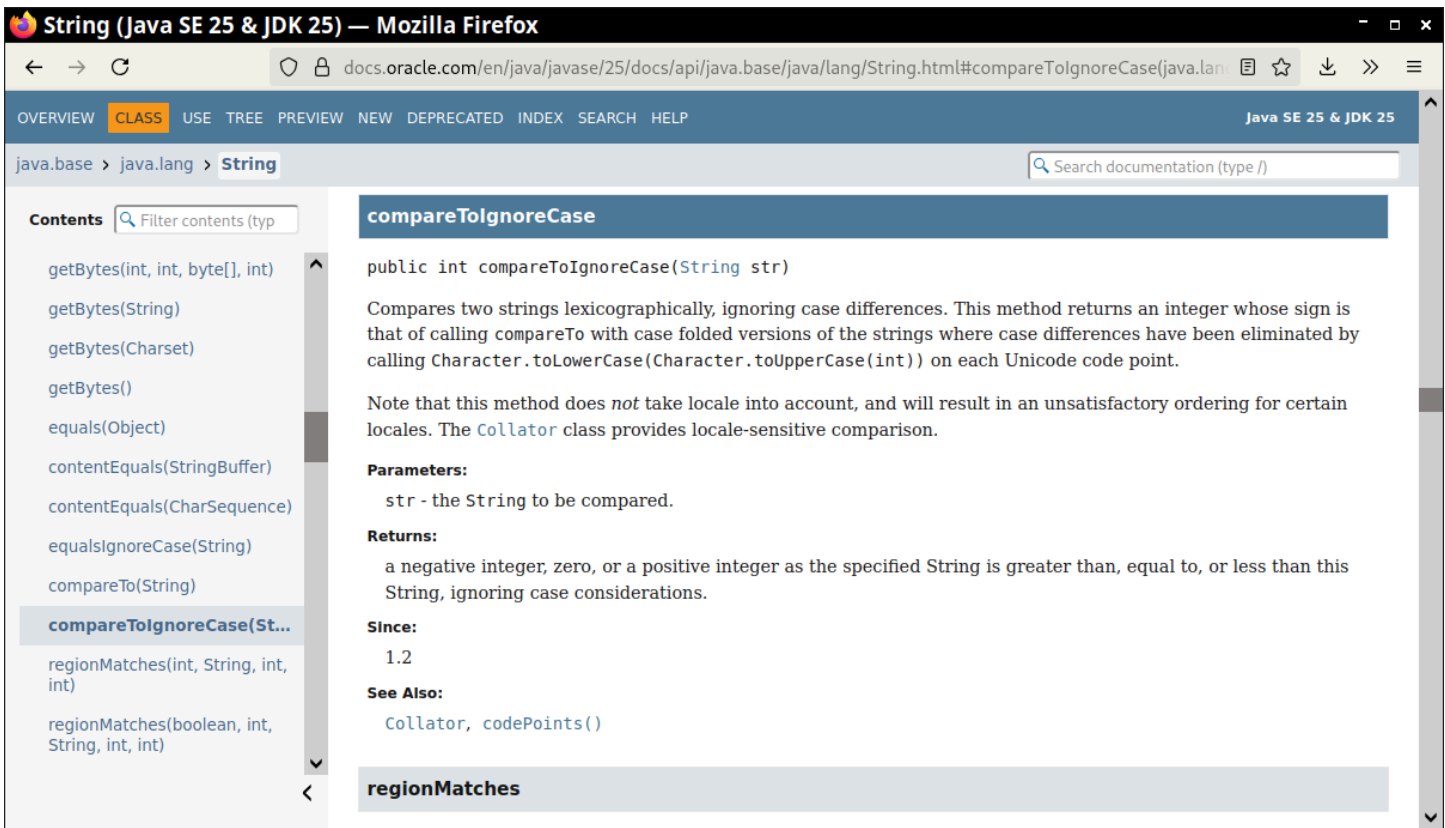 String (Java SE 25 & JDK 25) — Mozilla Firefox
docs.oracle.com/en/java/javase/25/docs/api/java.base/java/lang/String.html#compareToIgnoreCase(java.lan
OVERVIEW CLASS USE TREE PREVIEW NEW DEPRECATED INDEX SEARCH HELP
Java SE 25 & JDK 25
java.base > java.lang > String
Search documentation (type /)
Contents
Filter contents (typ
getBytes(int, int, byte[], int)
getBytes(String)
getBytes(Charset)
getBytes()
equals(Object)
contentEquals(StringBuffer)
contentEquals(CharSequence)
equalsIgnoreCase(String)
compareTo(String)
compareToIgnoreCase(St...
regionMatches(int, String, int,
int)
regionMatches(boolean, int,
String, int, int)
compareToIgnoreCase
public int compareToIgnoreCase(String str)
Compares two strings lexicographically, ignoring case differences. This method returns an integer whose sign is
that of calling compareTo with case folded versions of the strings where case differences have been eliminated by
calling Character.toLowerCase(Character.toUpperCase(int)) on each Unicode code point.
Note that this method does not take locale into account, and will result in an unsatisfactory ordering for certain
locales. The Collator class provides locale-sensitive comparison.
Parameters:
str - the String to be compared.
Returns:
a negative integer, zero, or a positive integer as the specified String is greater than, equal to, or less than this
String, ignoring case considerations.
Since:
1.2
See Also:
Collator, codePoints()
regionMatches